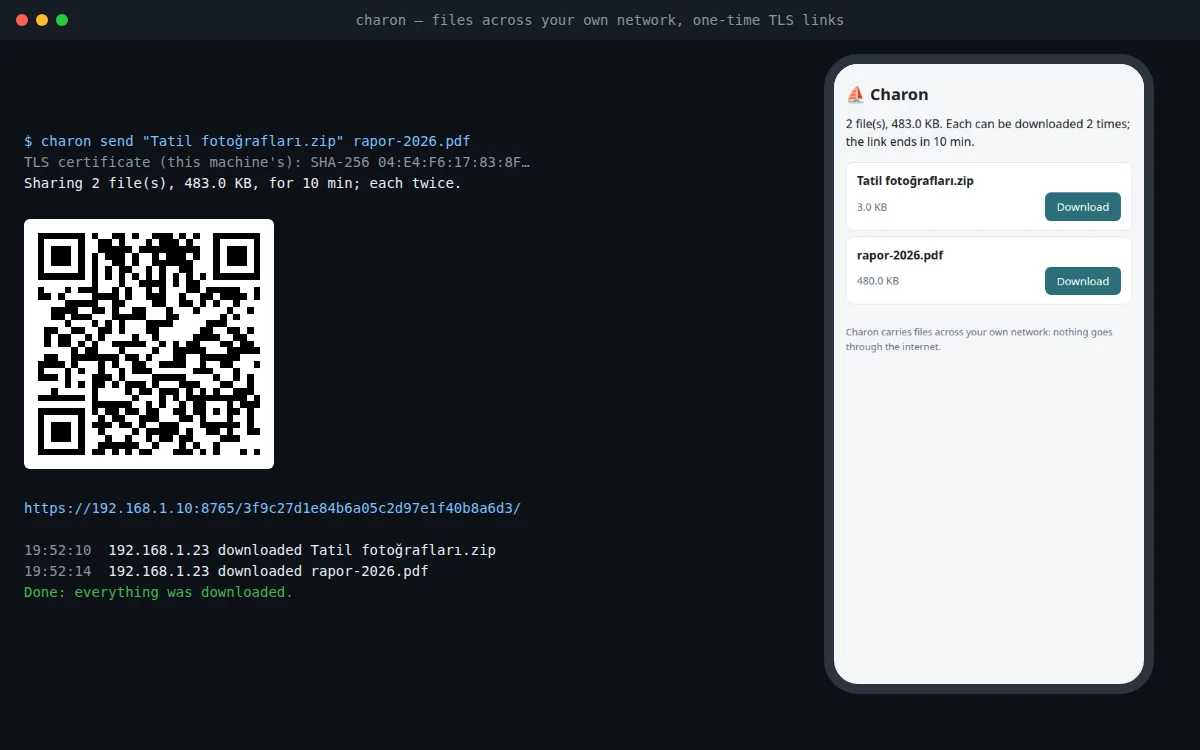 charon — files across your own network, one-time TLS links
$ charon send "Tatil fotoğrafları.zip" rapor-2026.pdf
TLS certificate (this machine's): SHA-256 04:E4:F6:17:83:8F…
Sharing 2 file(s), 483.0 KB, for 10 min; each twice.
https://192.168.1.10:8765/3f9c27d1e84b6a05c2d97e1f40b8a6d3/
19:52:10 192.168.1.23 downloaded Tatil fotoğrafları.zip
19:52:14 192.168.1.23 downloaded rapor-2026.pdf
Done: everything was downloaded.
Charon
2 file(s), 483.0 KB. Each can be downloaded 2 times;
the link ends in 10 min.
Tatil fotoğrafları.zip
3.0 KB
Download
rapor-2026.pdf
480.0 KB
Download
Charon carries files across your own network: nothing goes
through the internet.